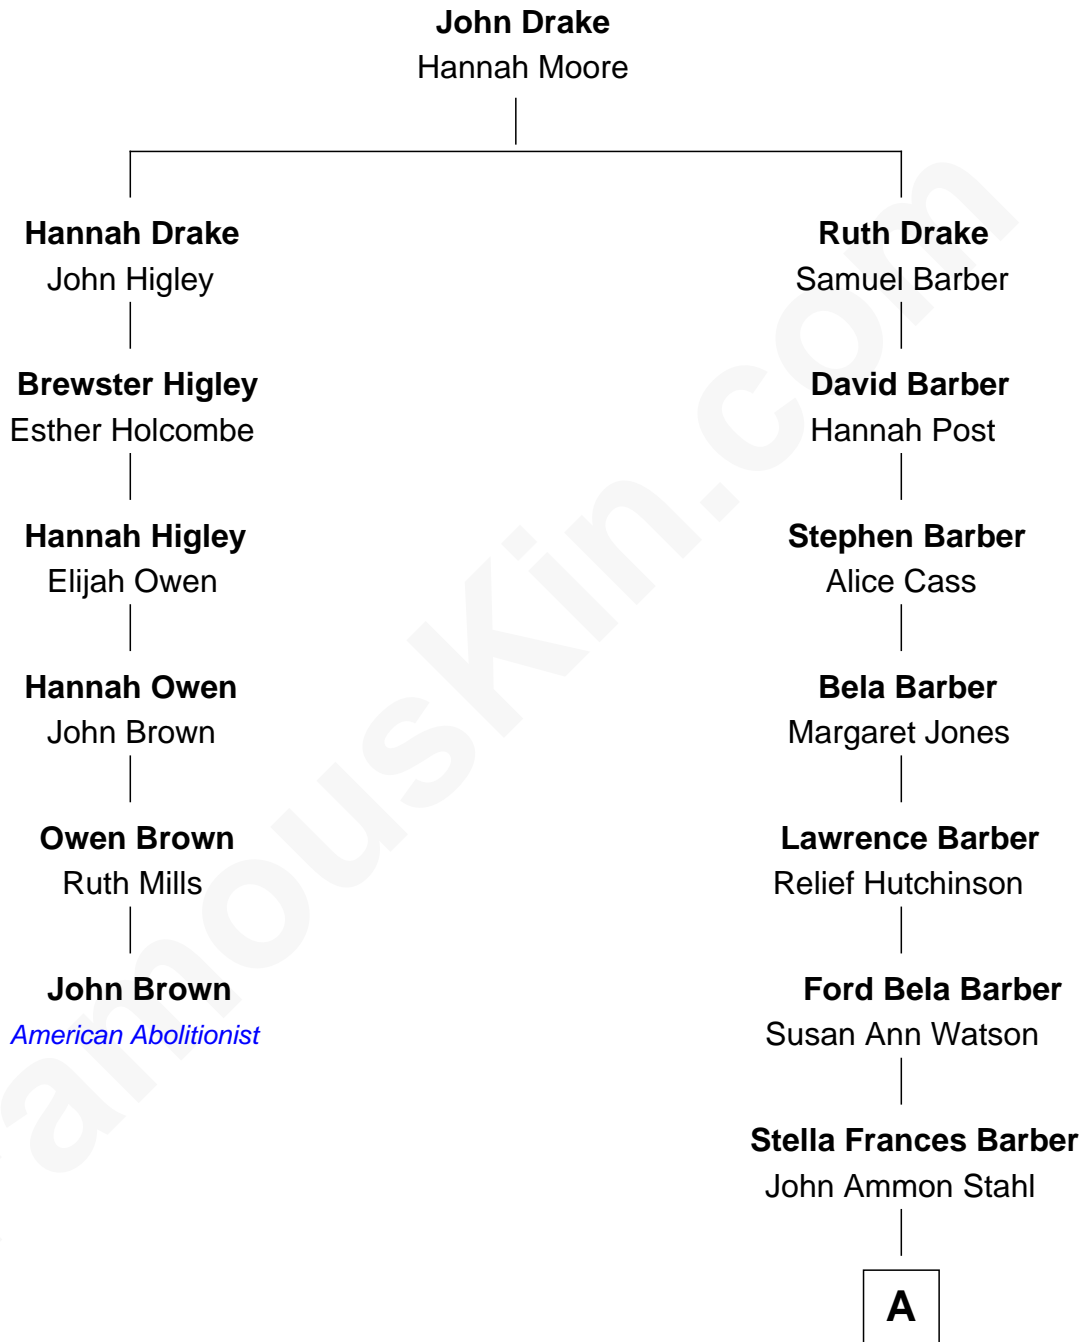 John Drake
Hannah Moore
Hannah Drake
John Higley
Ruth Drake
Samuel Barber
Brewster Higley
Esther Holcombe
David Barber
Hannah Post
Hannah Higley
Elijah Owen
Stephen Barber
Alice Cass
Hannah Owen
John Brown
Bela Barber
Margaret Jones
Owen Brown
Ruth Mills
Lawrence Barber
Relief Hutchinson
John Brown
American Abolitionist
Ford Bela Barber
Susan Ann Watson
Stella Frances Barber
John Ammon Stahl
A
amousKin.com